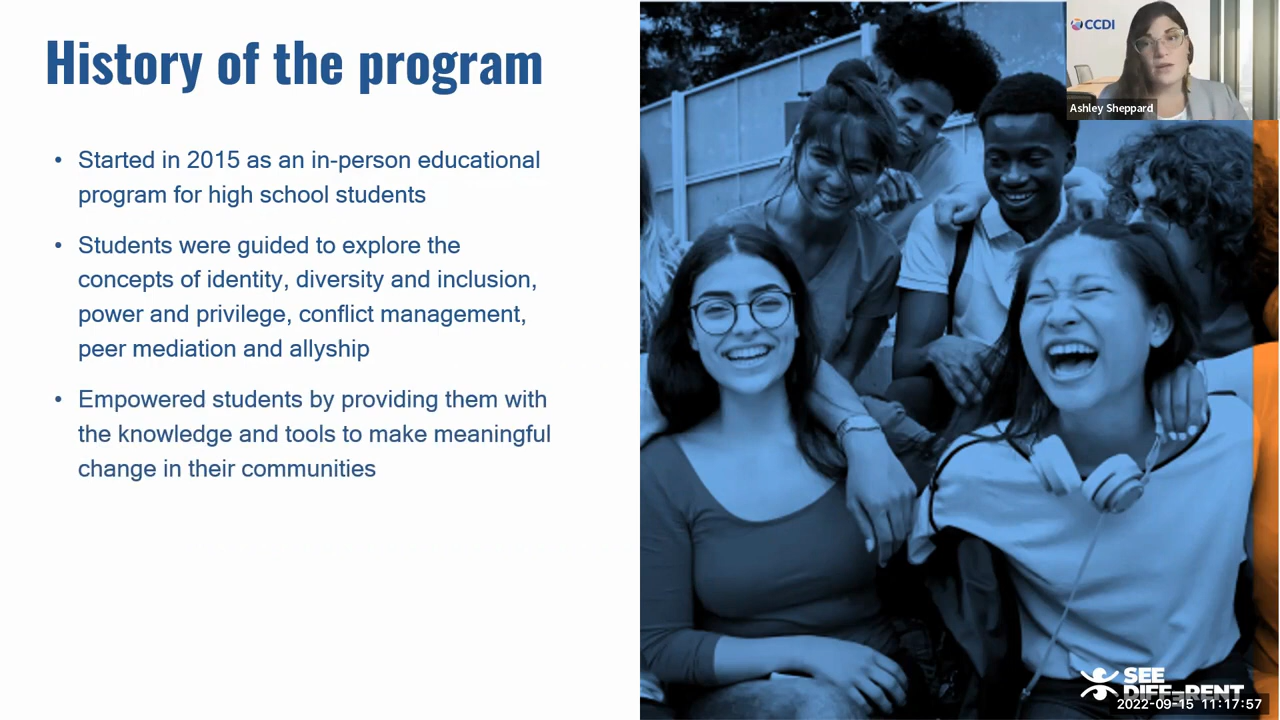 History of the program
• Started in 2015 as an in-person educational
program for high school students
• Students were guided to explore the
concepts of identity, diversity and inclusion,
power and privilege, conflict management,
peer mediation and allyship
• Empowered students by providing them with
the knowledge and tools to make meaningful
change in their communities
CCDI
Ashley Sheppard
SEE
DIFFERENT
2022-09-15 11:17:57